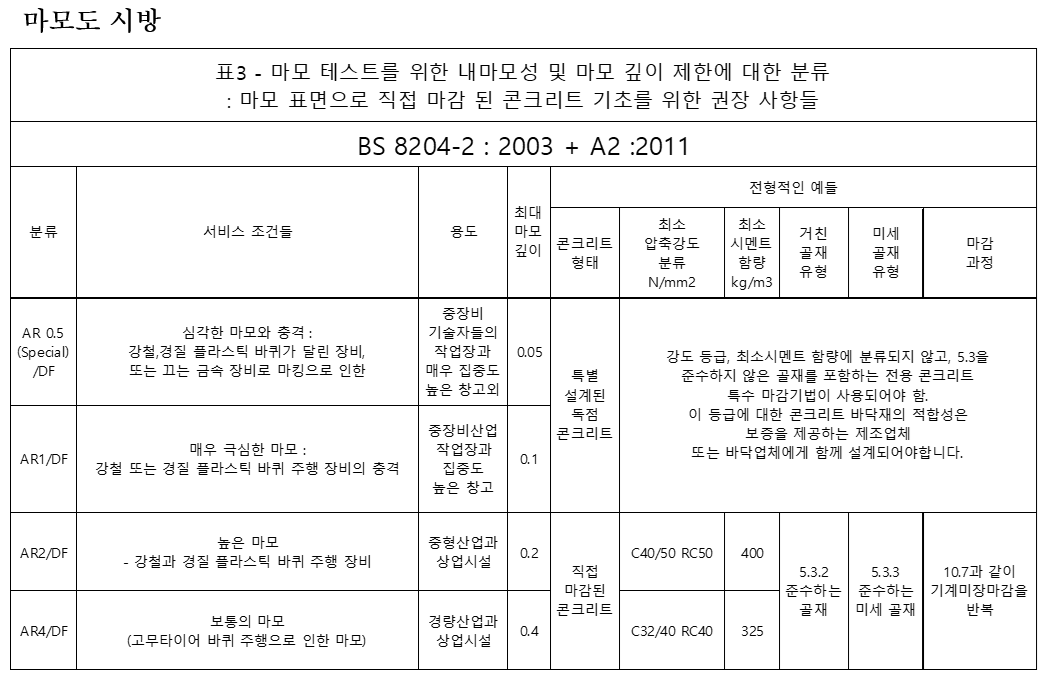 마모도 시방
표3 - 마모 테스트를 위한 내마모성 및 마모 깊이 제한에 대한 분류
: 마모 표면으로 직접 마감 된 콘크리트 기초를 위한 권장 사항들
BS 8204-2 : 2003 + A2 :2011
분류
서비스 조건들
용도
최대
마모
깊이
전형적인 예들
콘크리트
형태
최소
압축강도
분류
N/mm2
최소
시멘트
함량
kg/m3
거친
골재
유형
미세
골재
유형
마감
과정
AR 0.5
(Special)
/DF
심각한 마모와 충격 :
강철,경질 플라스틱 바퀴가 달린 장비,
또는 끄는 금속 장비로 마킹으로 인한
중장비
기술자들의
작업장과
매우 집중도
높은 창고외
0.05
특별
설계된
독점
콘크리트
강도 등급, 최소시멘트 함량에 분류되지 않고, 5.3을
준수하지 않은 골재를 포함하는 전용 콘크리트
특수 마감기법이 사용되어야 함.
이 등급에 대한 콘크리트 바닥재의 적합성은
보증을 제공하는 제조업체
또는 바닥업체에게 함께 설계되어야합니다.
AR1/DF
매우 극심한 마모 :
강철 또는 경질 플라스틱 바퀴 주행 장비의 충격
중장비산업
작업장과
집중도
높은 창고
0.1
AR2/DF
높은 마모
- 강철과 경질 플라스틱 바퀴 주행 장비
중형산업과
상업시설
0.2
직접
마감된
콘크리트
C40/50 RC50
400
5.3.2
준수하는
골재
5.3.3
준수하는
미세 골재
10.7과 같이
기계미장마감을
반복
AR4/DF
보통의 마모
(고무타이어 바퀴 주행으로 인한 마모)
경량산업과
상업시설
0.4
C32/40 RC40
325